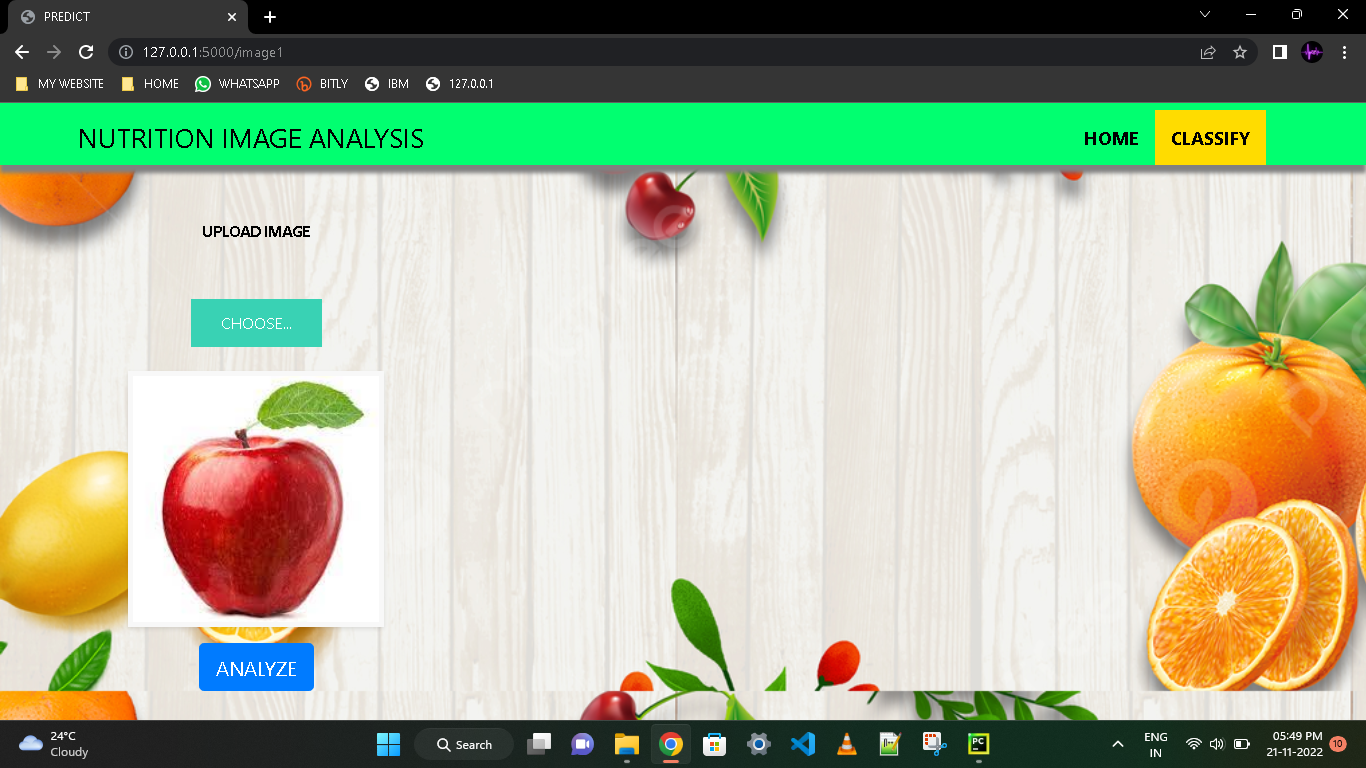 PREDICT
127.0.0.1:5000/image1
MY WEBSITE HOME WHATSAPP BITLY IBM 127.0.0.1
NUTRITION IMAGE ANALYSIS HOME CLASSIFY
UPLOAD IMAGE
CHOOSE...
ANALYZE
24°C
Cloudy
Search
PC
ENG
IN
05:49 PM
21-11-2022
10